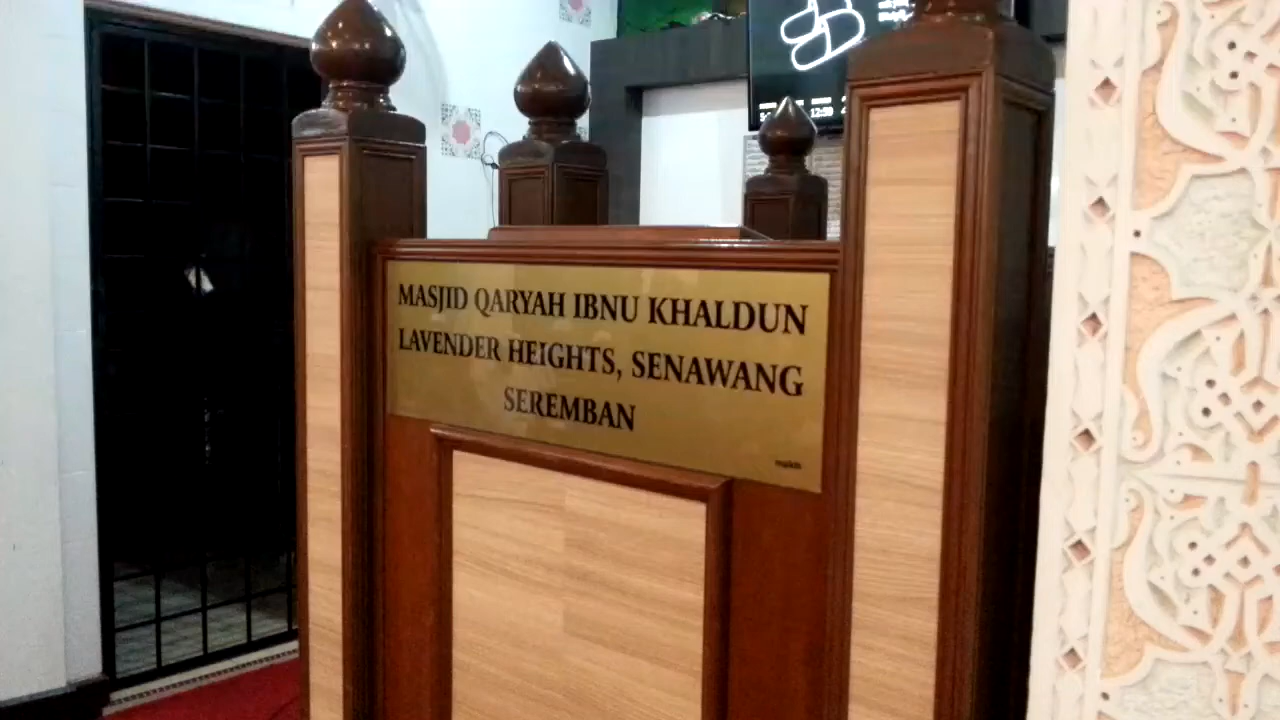 MASJID QARYAH IBNU KHALDUN
LAVENDER HEIGHTS, SENAWANG
SEREMBAN